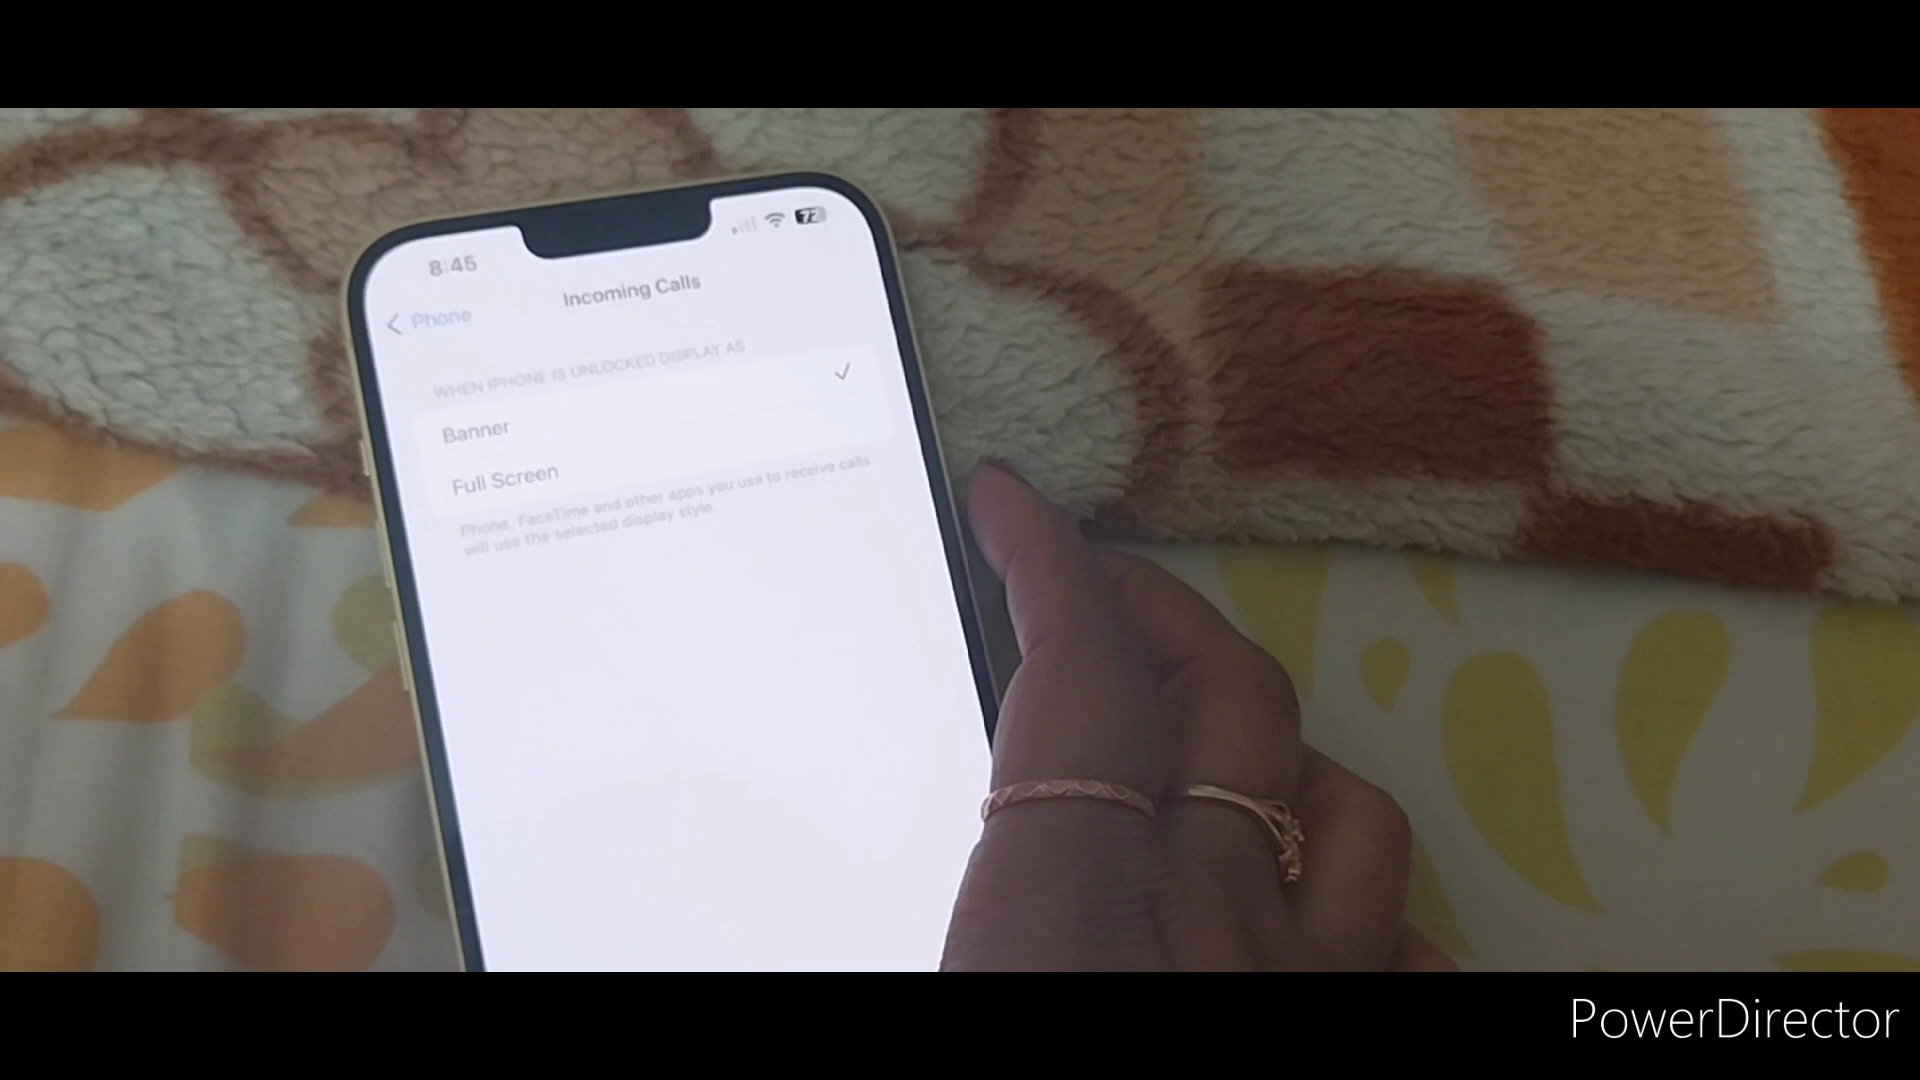 8:45
72
Phone
Incoming Calls
WHEN IPHONE IS UNLOCKED DISPLAY AS
Banner
Full Screen
Phone, FaceTime and other apps you use to receive calls
will use the selected display style.
PowerDirector